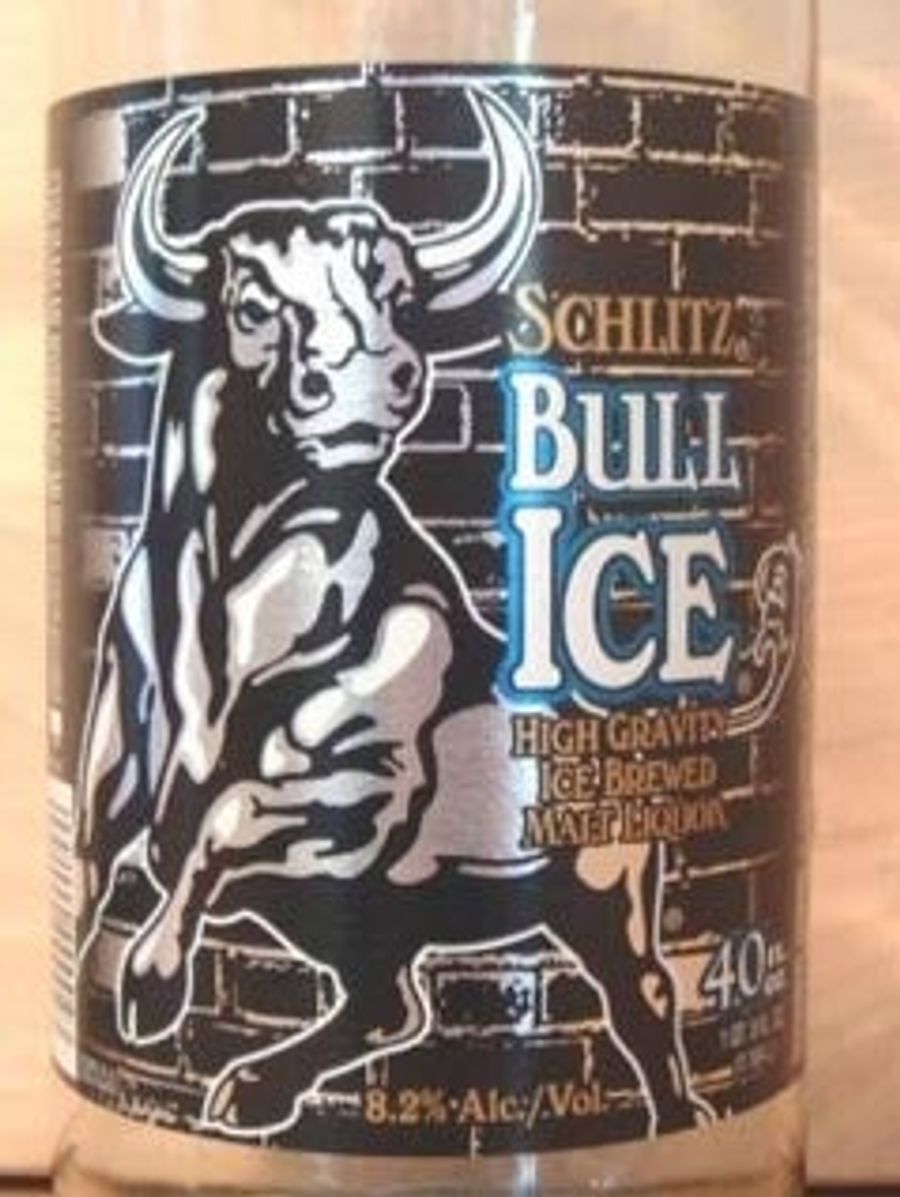 SCHLITZ®
BULL
ICE
HIGH GRAVITY
ICE BREWED
MALT LIQUOR
40
8.2% Alc./Vol.